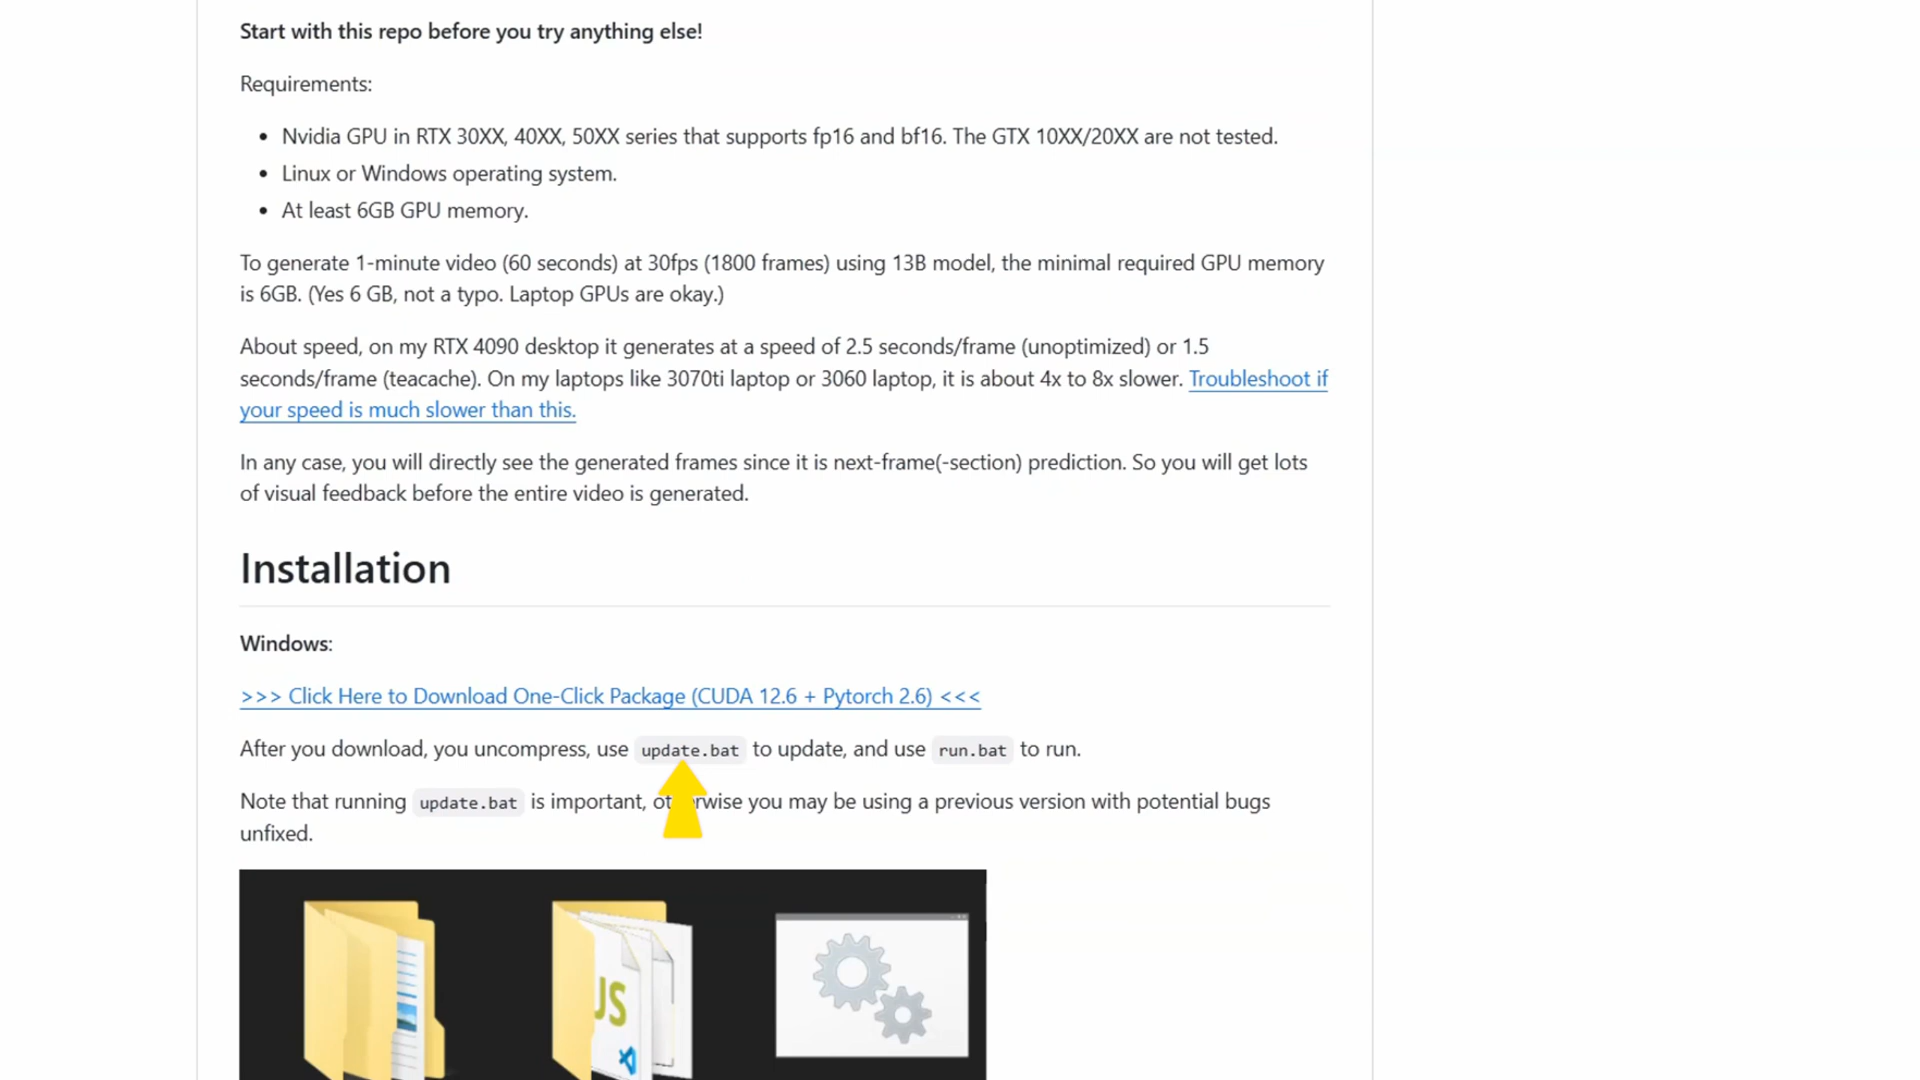 Start with this repo before you try anything else!
Requirements:
• Nvidia GPU in RTX 30XX, 40XX, 50XX series that supports fp16 and bf16. The GTX 10XX/20XX are not tested.
• Linux or Windows operating system.
• At least 6GB GPU memory.
To generate 1-minute video (60 seconds) at 30fps (1800 frames) using 13B model, the minimal required GPU memory
is 6GB. (Yes 6 GB, not a typo. Laptop GPUs are okay.)
About speed, on my RTX 4090 desktop it generates at a speed of 2.5 seconds/frame (unoptimized) or 1.5
seconds/frame (teacache). On my laptops like 3070ti laptop or 3060 laptop, it is about 4x to 8x slower. Troubleshoot if
your speed is much slower than this.
In any case, you will directly see the generated frames since it is next-frame(-section) prediction. So you will get lots
of visual feedback before the entire video is generated.
Installation
Windows:
>>> Click Here to Download One-Click Package (CUDA 12.6 + Pytorch 2.6) <<<
After you download, you uncompress, use update.bat to update, and use run.bat to run.
Note that running update.bat is important, otherwise you may be using a previous version with potential bugs
unfixed.
JS